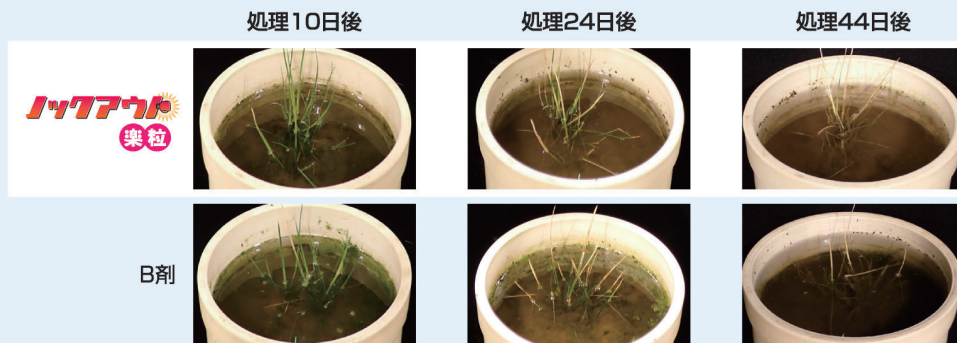 処理10日後
処理24日後
処理44日後
ノックアウト
楽粒
B剤